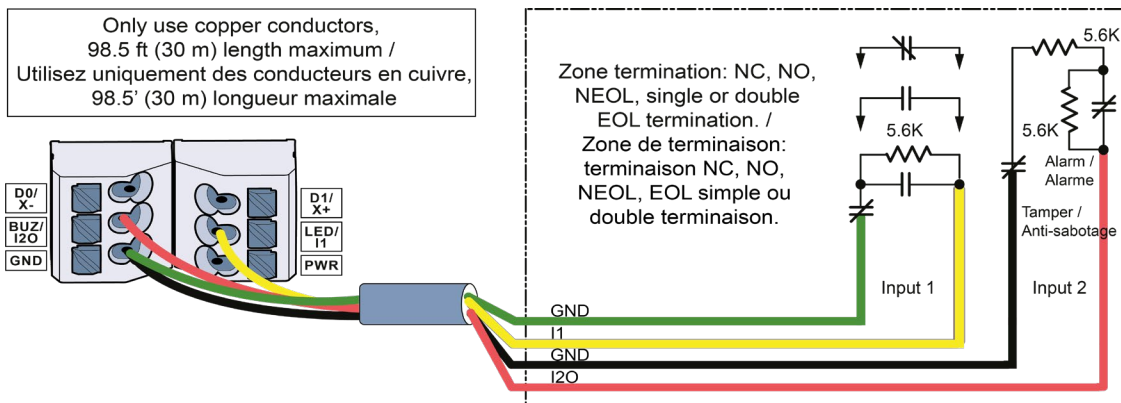 Only use copper conductors,
98.5 ft (30 m) length maximum /
Utilisez uniquement des conducteurs en cuivre,
98.5' (30 m) longueur maximale
D0/
X-
BUZ/
I2O
GND
D1/
X+
LED/
I1
PWR
Zone termination: NC, NO,
NEOL, single or double
EOL termination. /
Zone de terminaison:
terminaison NC, NO,
NEOL, EOL simple ou
double terminaison.
5.6K
Input 1
5.6K
5.6K
Alarm /
Alarme
Tamper /
Anti-sabotage
Input 2
GND
I1
GND
I2O